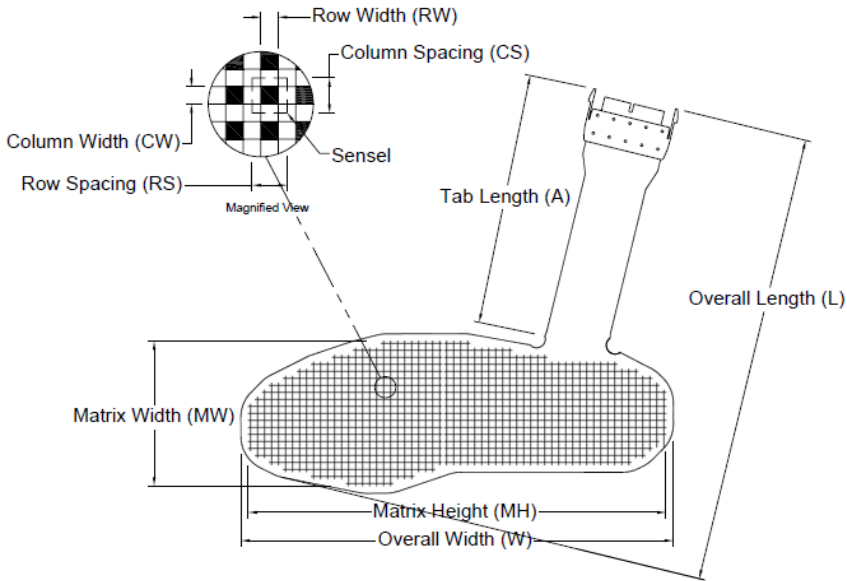 Row Width (RW)
Column Spacing (CS)
Column Width (CW)
Sensel
Row Spacing (RS)
Magnified View
Tab Length (A)
Overall Length (L)
Matrix Width (MW)
Matrix Height (MH)
Overall Width (W)